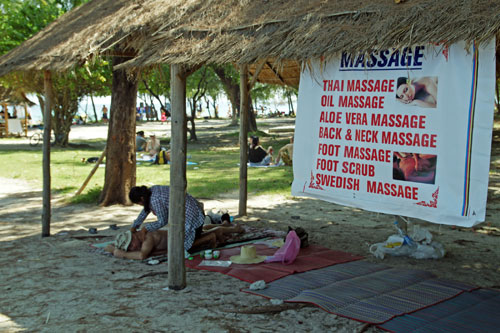 MASSAGE
THAI MASSAGE
OIL MASSAGE
ALOE VERA MASSAGE
BACK & NECK MASSAGE
FOOT MASSAGE
FOOT SCRUB
SWEDISH MASSAGE